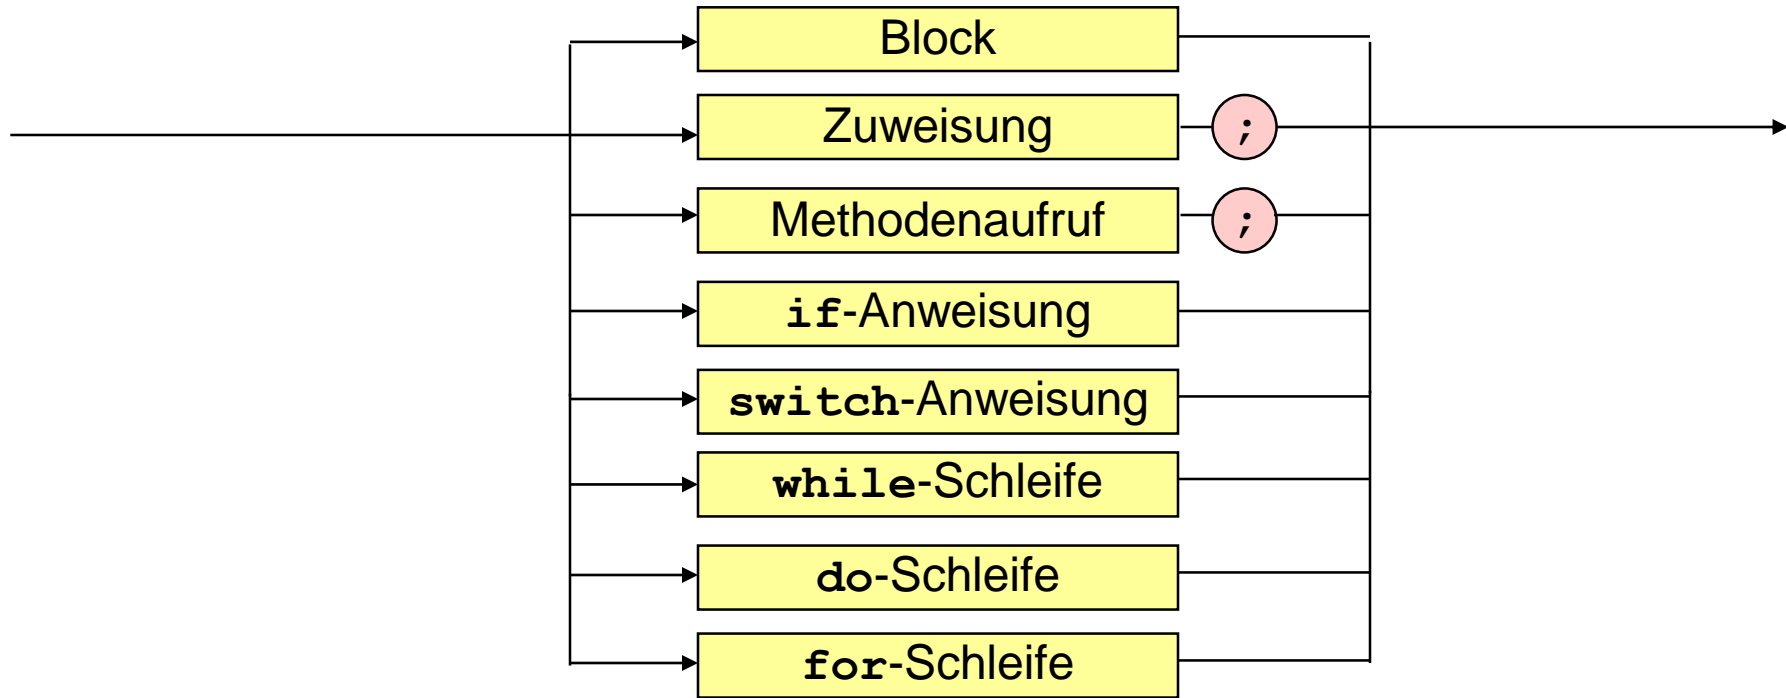 Block
Zuweisung ;
Methodenaufruf ;
if-Anweisung
switch-Anweisung
while-Schleife
do-Schleife
for-Schleife